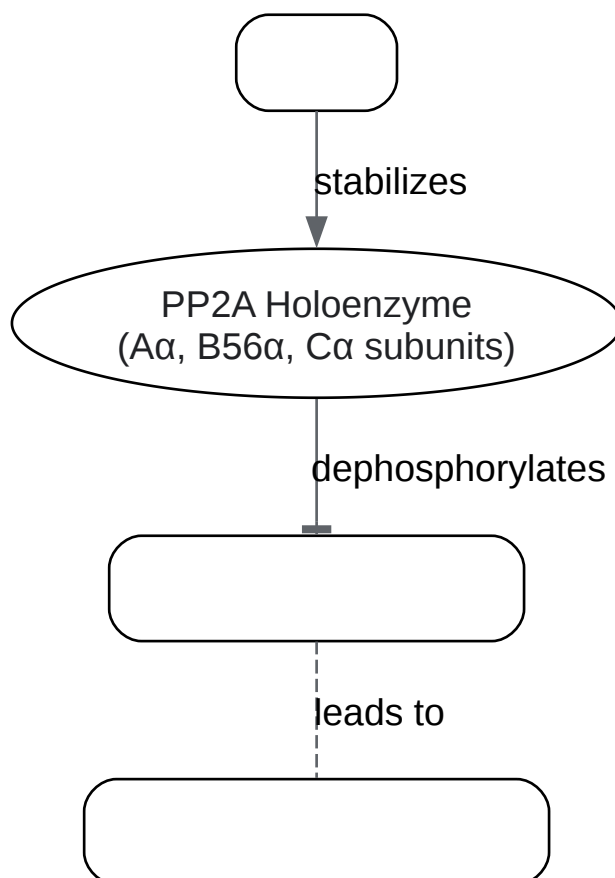 stabilizes
PP2A Holoenzyme
(Aα, B56α, Cα subunits)
dephosphorylates
leads to